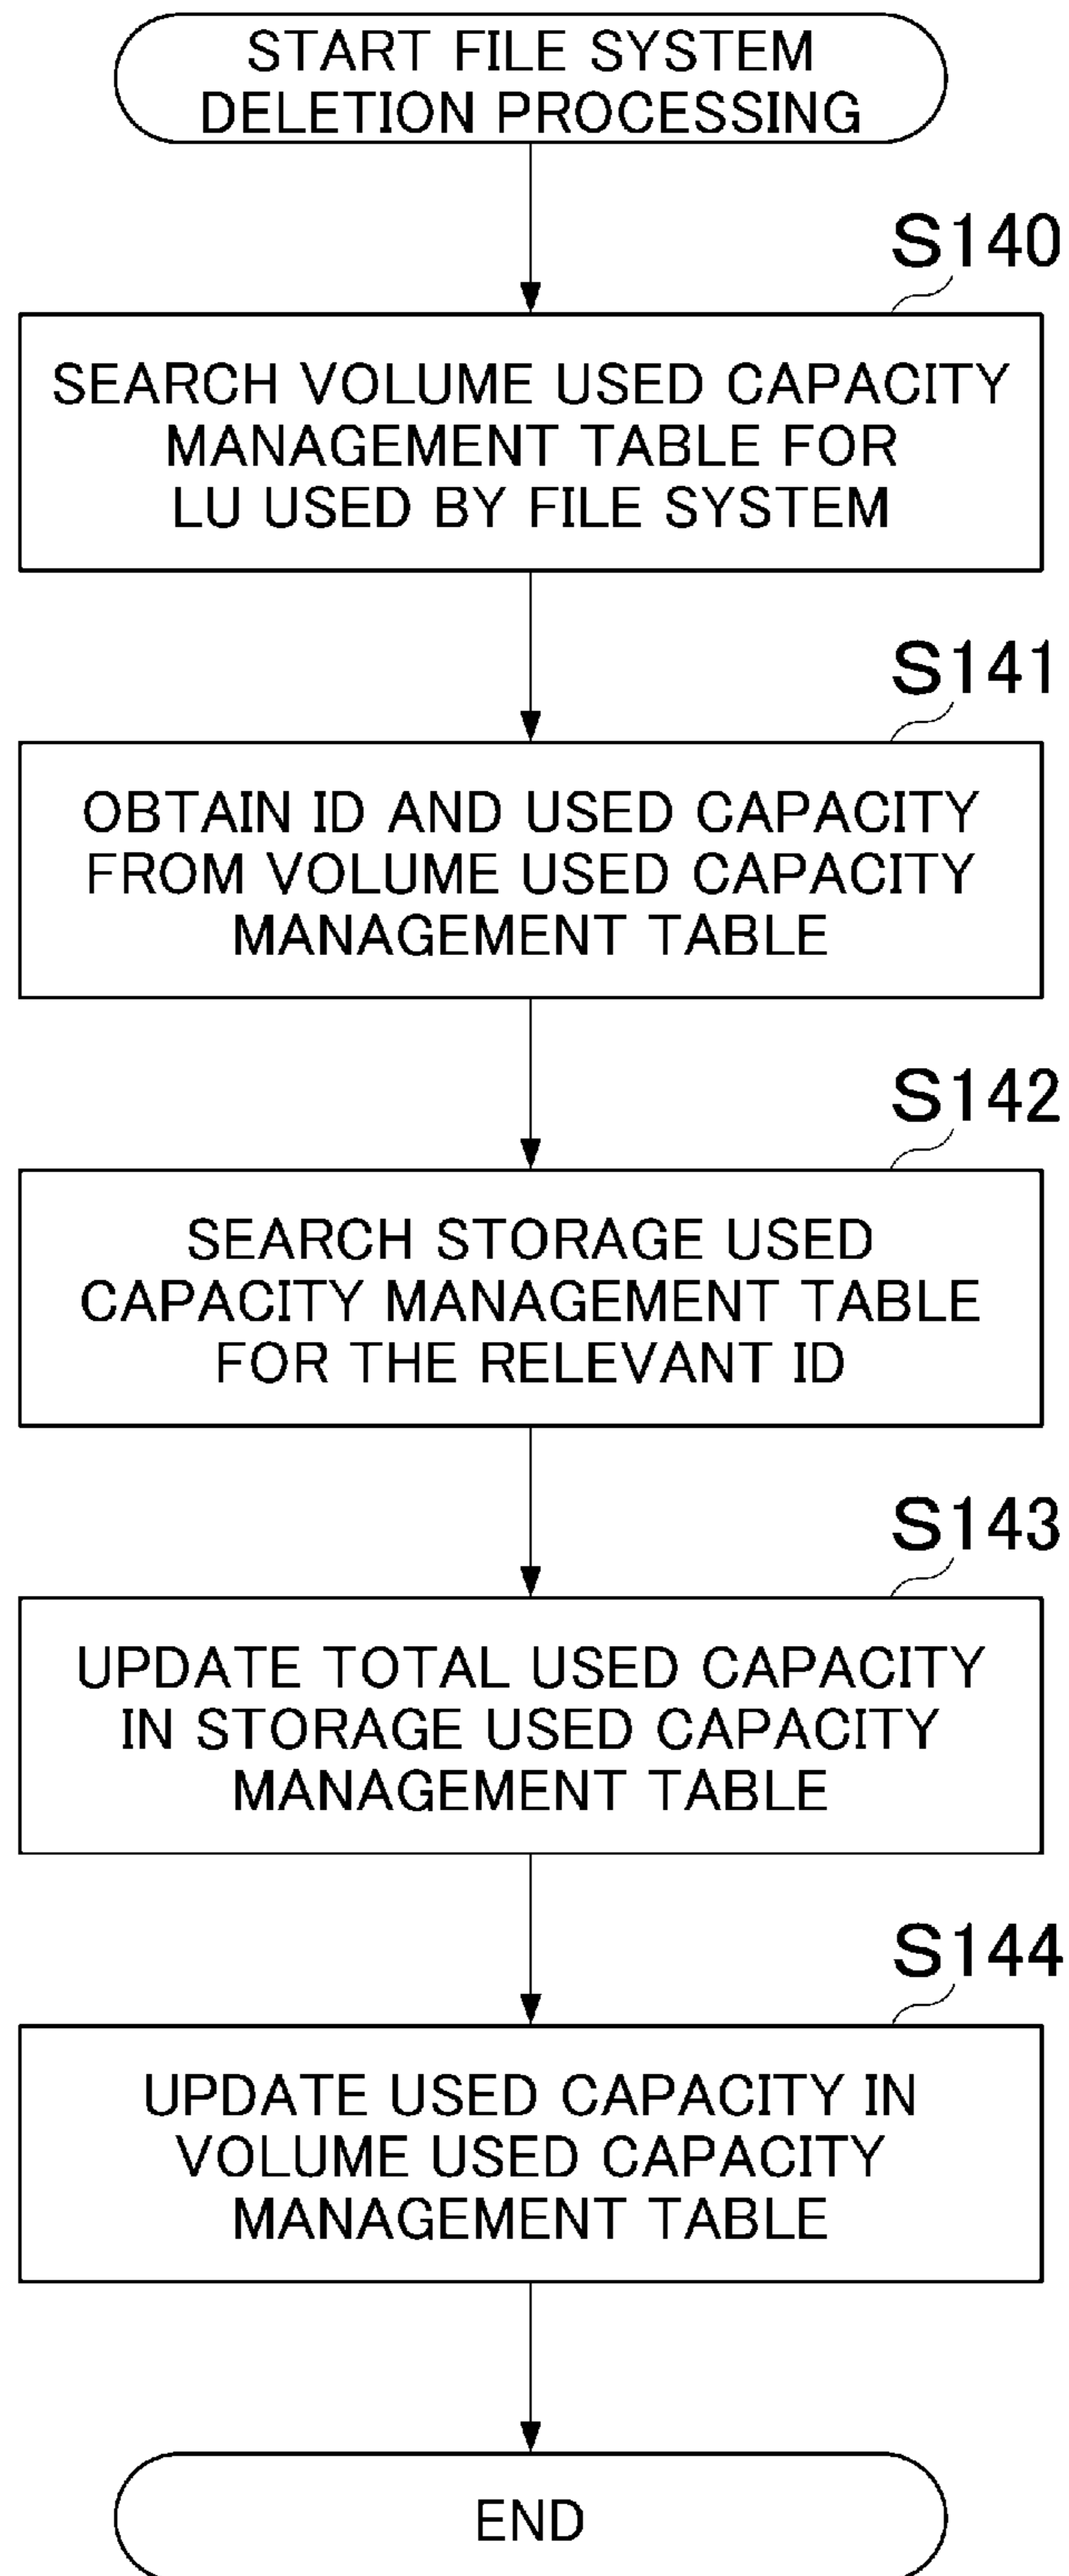 START FILE SYSTEM
DELETION PROCESSING
S140
SEARCH VOLUME USED CAPACITY
MANAGEMENT TABLE FOR
LU USED BY FILE SYSTEM
S141
OBTAIN ID AND USED CAPACITY
FROM VOLUME USED CAPACITY
MANAGEMENT TABLE
S142
SEARCH STORAGE USED
CAPACITY MANAGEMENT TABLE
FOR THE RELEVANT ID
S143
UPDATE TOTAL USED CAPACITY
IN STORAGE USED CAPACITY
MANAGEMENT TABLE
S144
UPDATE USED CAPACITY IN
VOLUME USED CAPACITY
MANAGEMENT TABLE
END